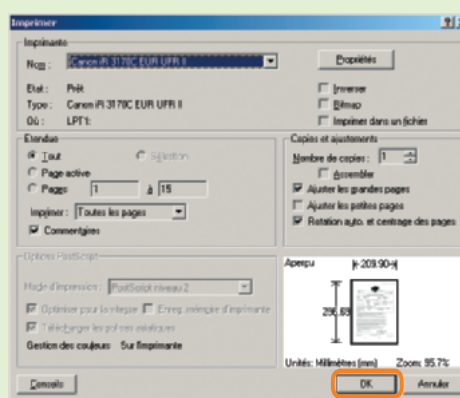 Imprimer
Imprimante
Nom : Canon iR 3170C EUR UFR II
Propriétés
Etat : Prêt
Type : Canon iR 3170C EUR UFR II
Où : LPT1:
Inverser
Bitmap
Imprimer dans un fichier
Etendue
Tout Sélection
Page active
Pages 1 à 15
Imprimer : Toutes les pages
Commentaires
Copies et ajustements
Nombre de copies : 1
Assembler
Ajuster les grandes pages
Ajuster les petites pages
Rotation auto. et centrage des pages
Options PostScript
Mode d'impression : PostScript niveau 2
Optimiser pour la vitesse Enreg. mémoire d'imprimante
Télécharger les polices asiatiques
Gestion des couleurs Sur l'imprimante
Aperçu
209.90
296.69
Unités: Millimètres (mm) Zoom: 95.7%
Conseils
OK
Annuler